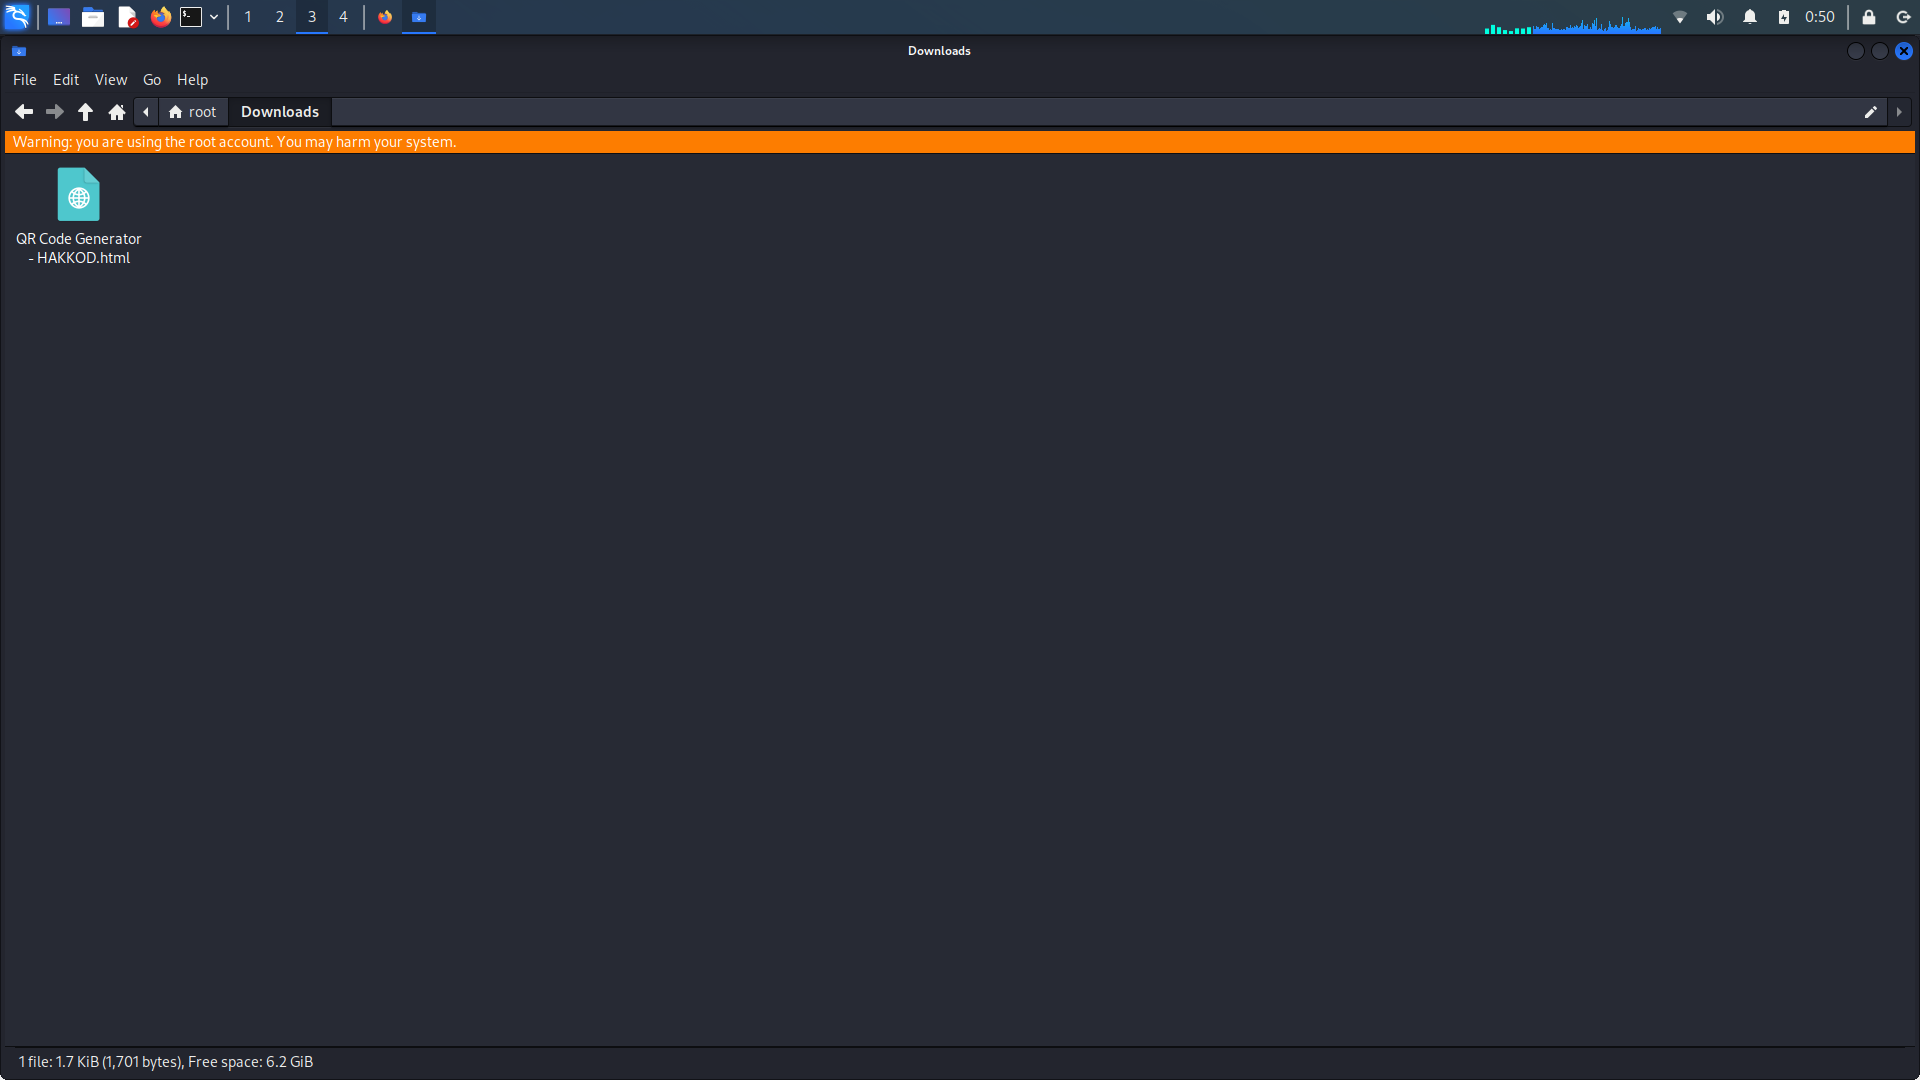 1 2 3 4 0:50
Downloads
File Edit View Go Help
root Downloads
Warning: you are using the root account. You may harm your system.
QR Code Generator
- HAKKOD.html
1 file: 1.7 KiB (1,701 bytes), Free space: 6.2 GiB